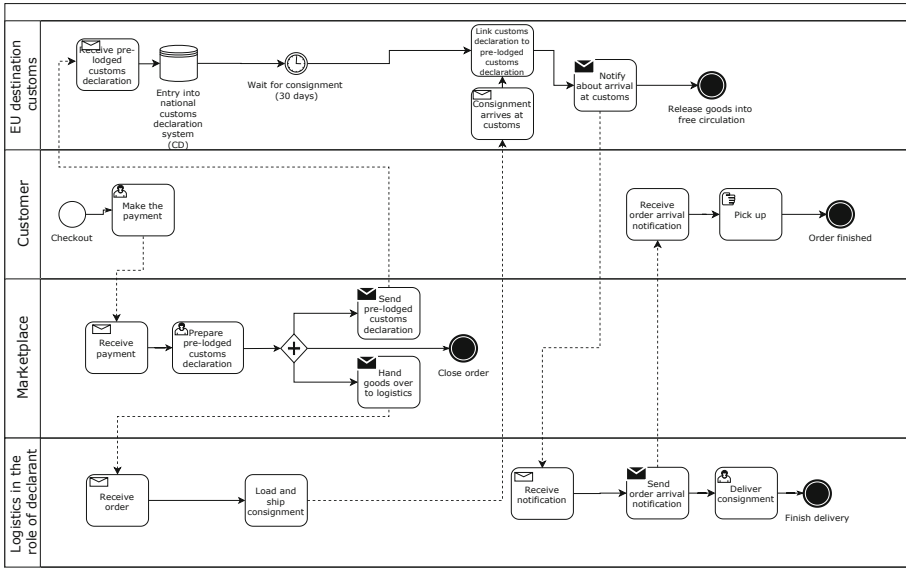 EU destination
customs
Receive pre-
lodged
customs
declaration
Entry into
national
customs
declaration
system
(CD)
Wait for consignment
(30 days)
Link customs
declaration to
pre-lodged
customs
declaration
Consignment
arrives at
customs
Notify
about arrival
at customs
Release goods into
free circulation
Customer
Checkout
Make the
payment
Receive
order arrival
notification
Pick up
Order finished
Marketplace
Receive
payment
Prepare
pre-lodged
customs
declaration
Send
pre-lodged
customs
declaration
Hand
goods over
to logistics
Close order
Logistics in the
role of declarant
Receive
order
Load and
ship
consignment
Receive
notification
Send
order arrival
notification
Deliver
consignment
Finish delivery